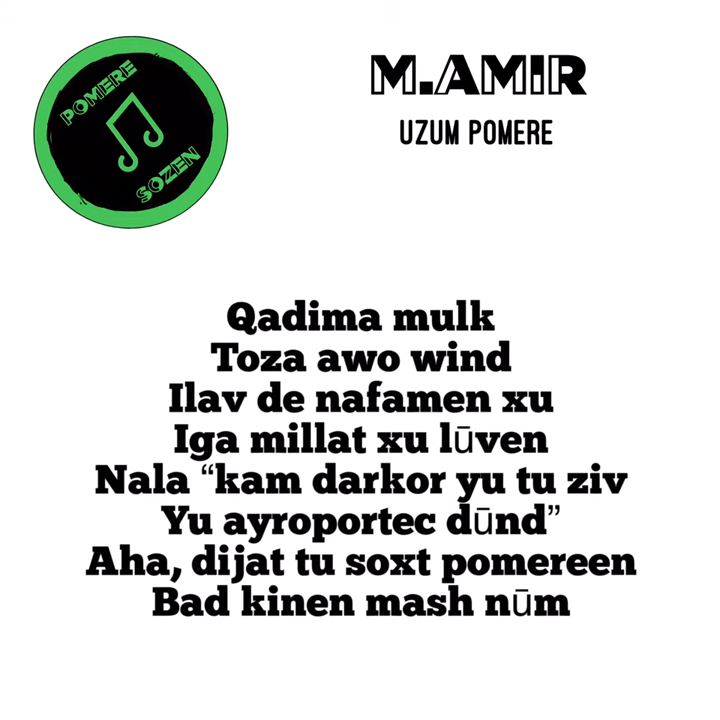 POMERE
SOZEN
M.AMIR
UZUM POMERE
Qadima mulk
Toza awo wind
Ilav de nafamen xu
Iga millat xu lūven
Nala “kam darkor yu tu ziv
Yu ayroportec dūnd”
Aha, dijat tu soxt pomereen
Bad kinen mash nūm